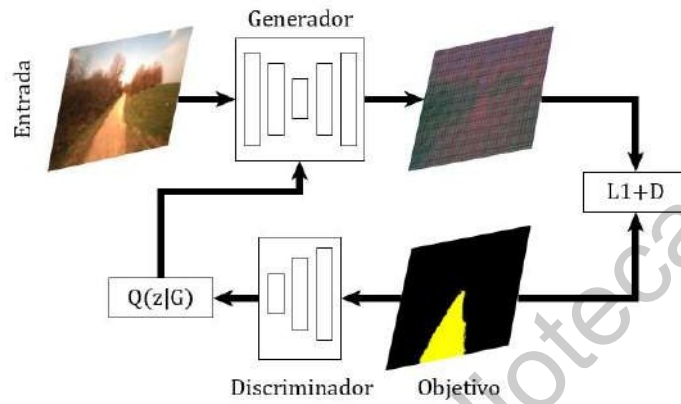 Generador
Entrada
L1+D
Q(z|G)
Discriminador
Objetivo